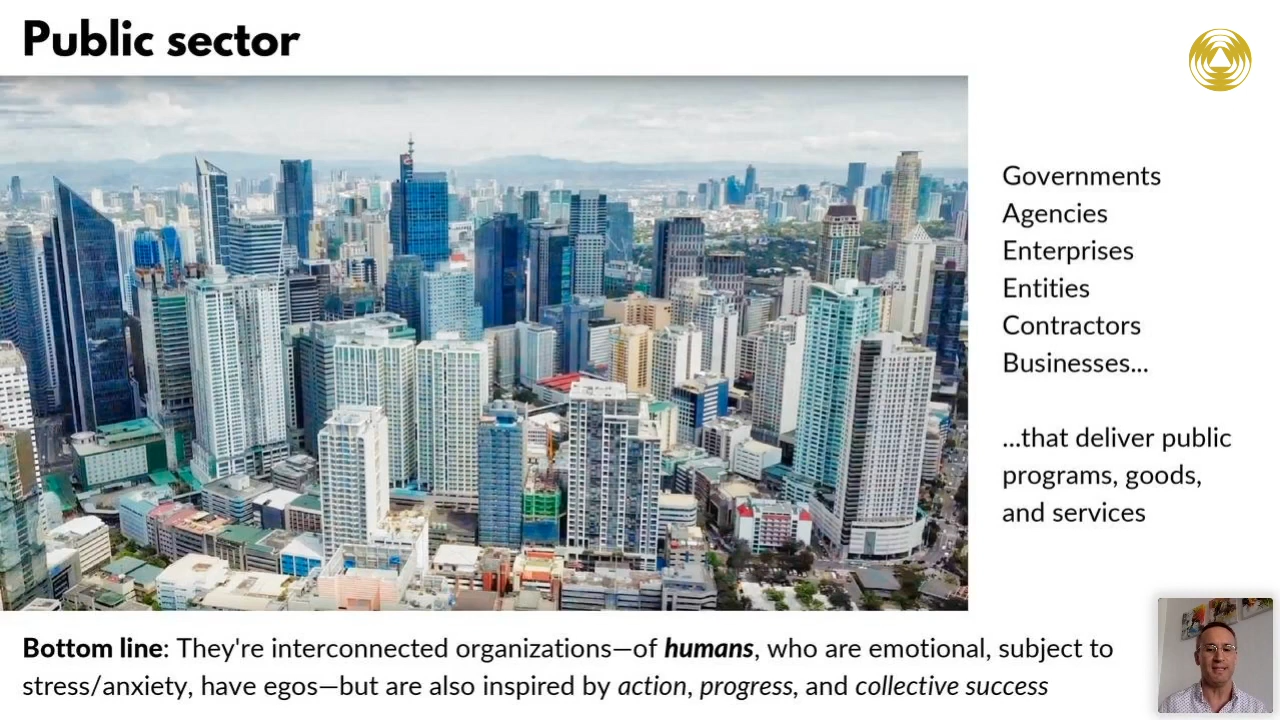 Public sector
Governments
Agencies
Enterprises
Entities
Contractors
Businesses...
...that deliver public
programs, goods,
and services
Bottom line: They're interconnected organizations—of humans, who are emotional, subject to
stress/anxiety, have egos—but are also inspired by action, progress, and collective success